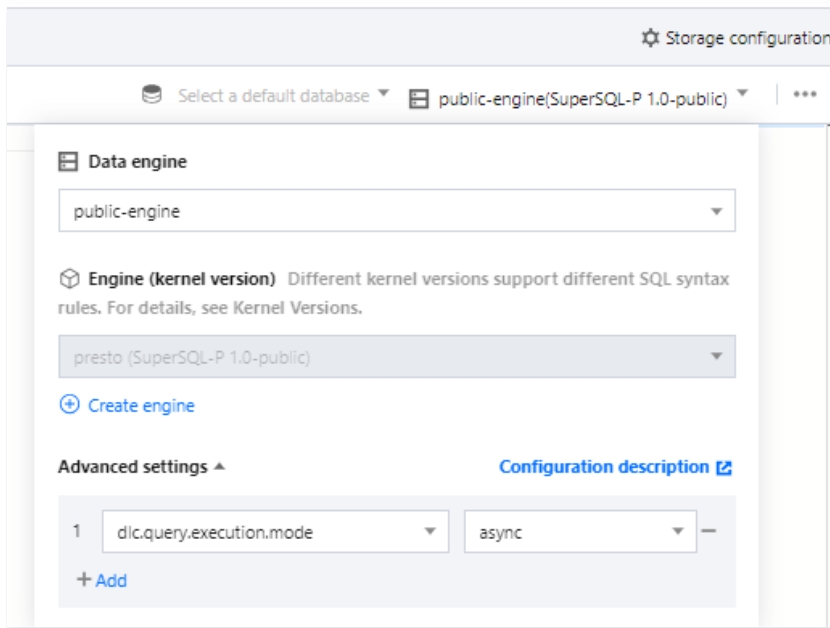 Storage configuration
Select a default database
public-engine(SuperSQL-P 1.0-public)
Data engine
public-engine
Engine (kernel version) Different kernel versions support different SQL syntax
rules. For details, see Kernel Versions.
presto (SuperSQL-P 1.0-public)
Create engine
Advanced settings
Configuration description
1 dlc.query.execution.mode async
+ Add